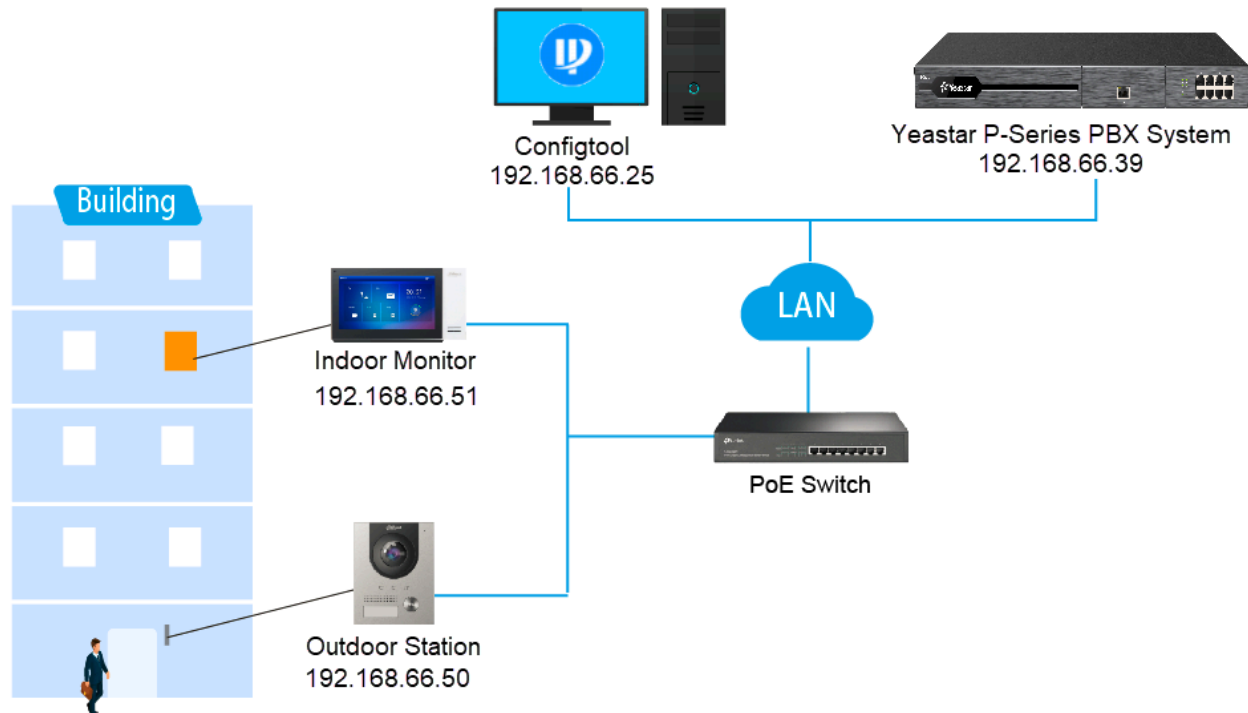 Configtool
192.168.66.25
Yeastar
Yeastar P-Series PBX System
192.168.66.39
Building
LAN
Indoor Monitor
192.168.66.51
PoE Switch
Outdoor Station
192.168.66.50